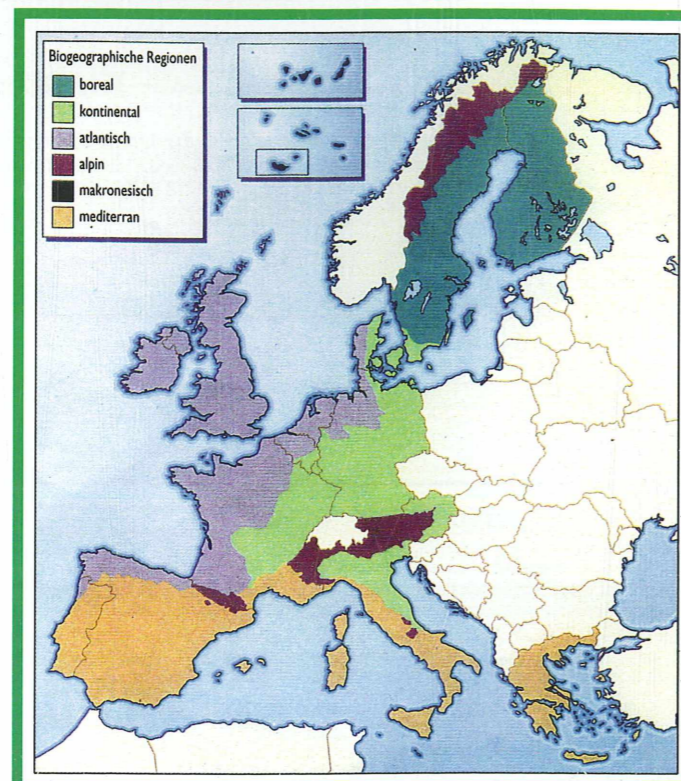 Biogeographische Regionen
boreal
kontinental
atlantisch
alpin
makronesisch
mediterran